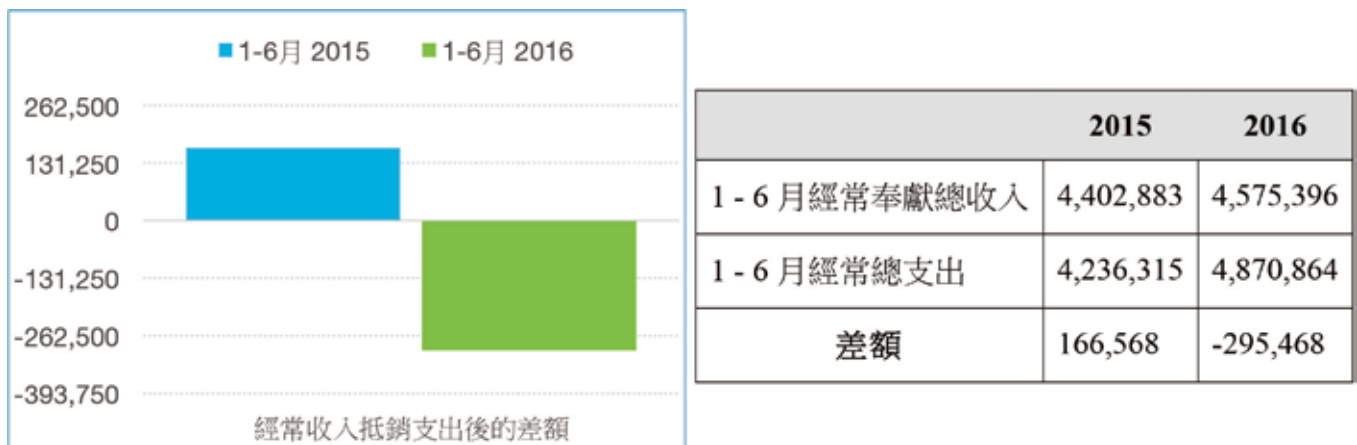 1-6月 2015 1-6月 2016
262,500
131,250
0
-131,250
-262,500
-393,750
經常收入抵銷支出後的差額
2015 2016
1 - 6 月經常奉獻總收入 4,402,883 4,575,396
1 - 6 月經常總支出 4,236,315 4,870,864
差額 166,568 -295,468